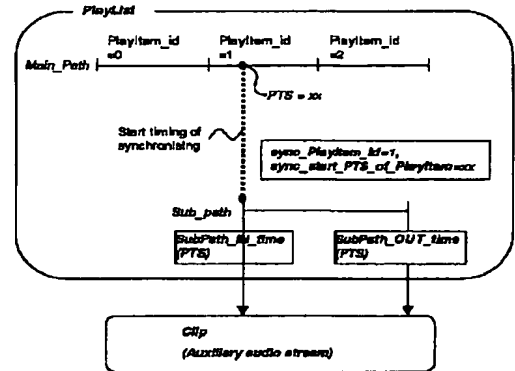 PlayList
PlayItem_id
=0
PlayItem_id
=1
PlayItem_id
=2
Main_Path
PTS = xx
Start timing of
synchronising
sync_PlayItem_id=1,
sync_start_PTS_of_PlayItem=xx
Sub_path
SubPath_IN_time
(PTS)
SubPath_OUT_time
(PTS)
Clip
(Auxiliary audio stream)